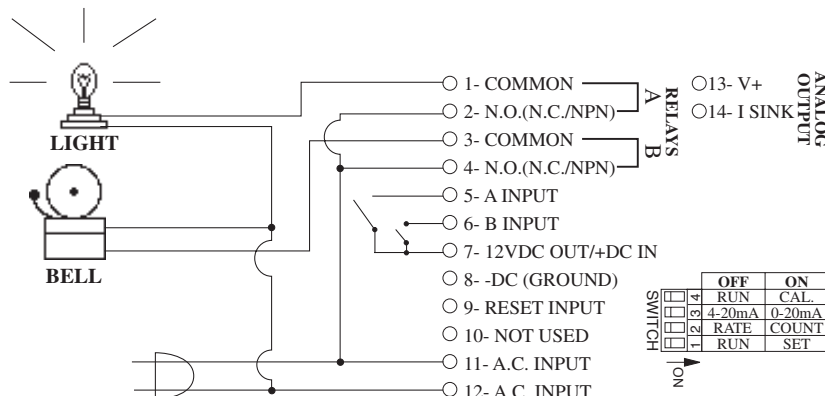 LIGHT
BELL
1- COMMON
2- N.O.(N.C./NPN)
3- COMMON
4- N.O.(N.C./NPN)
5- A INPUT
6- B INPUT
7- 12VDC OUT/+DC IN
8- -DC (GROUND)
9- RESET INPUT
10- NOT USED
11- A.C. INPUT
12- A.C. INPUT
A
B
RELAYS
13- V+
14- I SINK
ANALOG
OUTPUT
SWITCH
OFF ON
4 RUN CAL.
3 4-20mA 0-20mA
2 RATE COUNT
1 RUN SET
ON